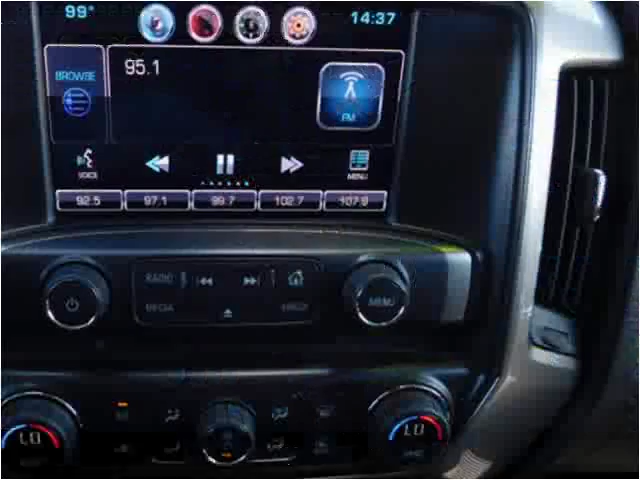 99° 14:37
BROWSE 95.1
FM
VOICE MENU
92.5 97.1 99.7 102.7 107.9
RADIO
MEDIA
MENU
LO LO